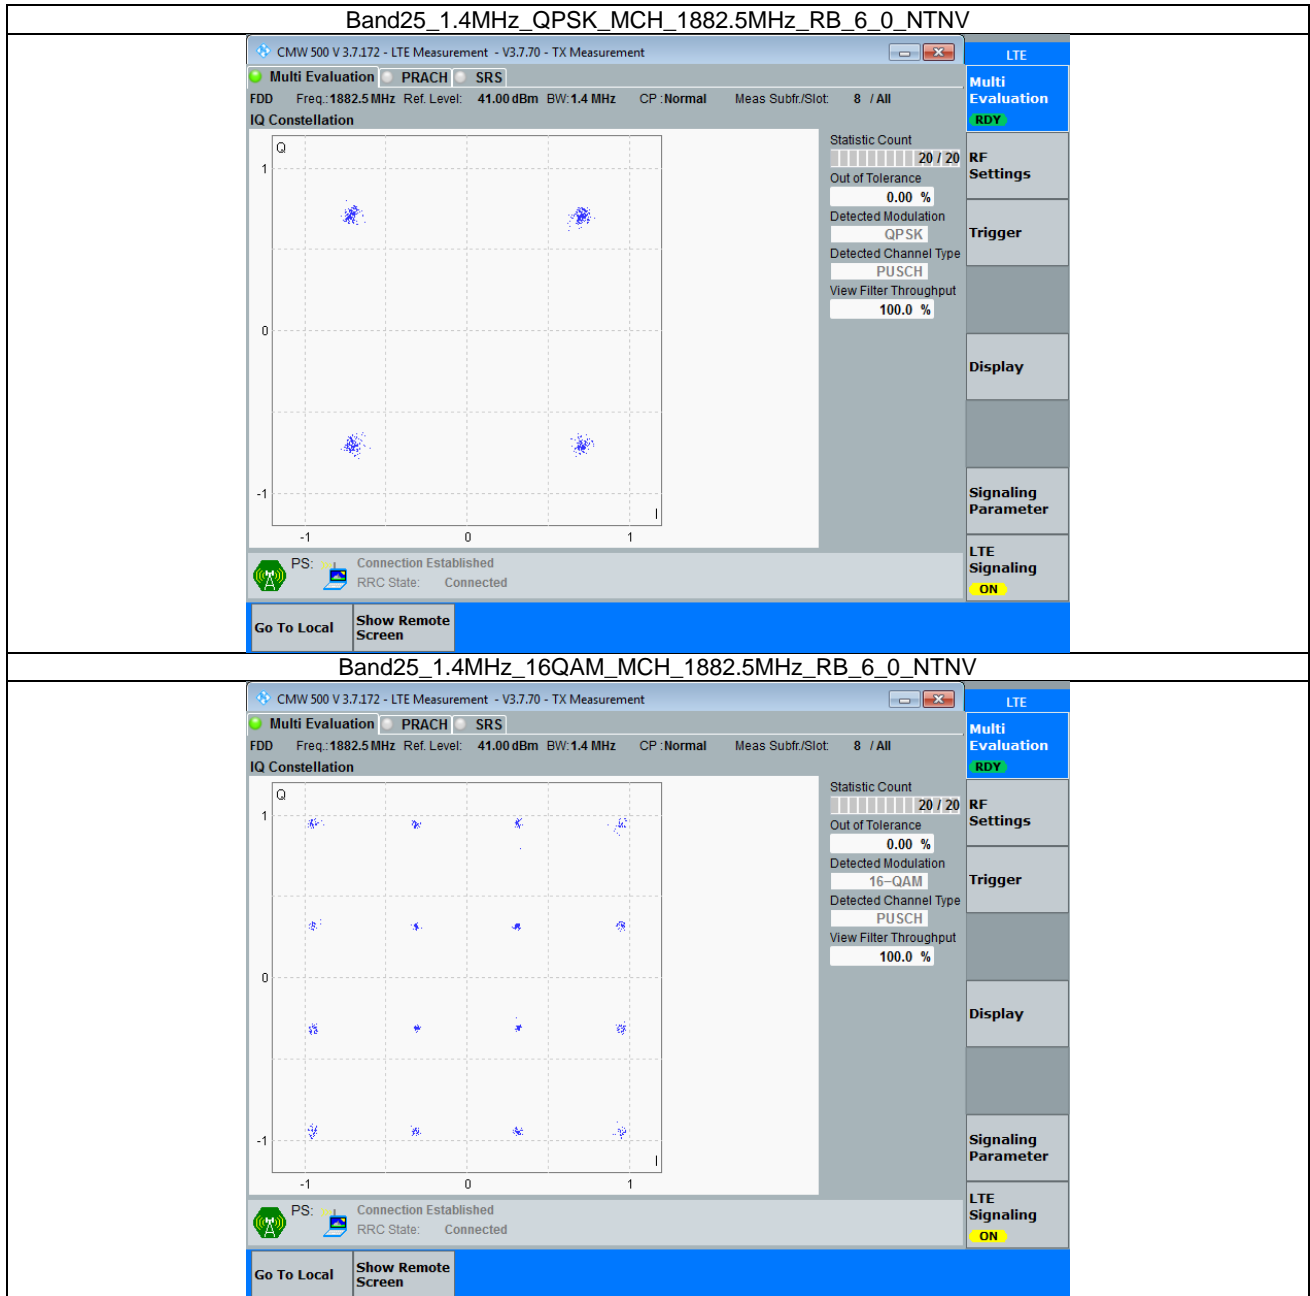 Band25_1.4MHz_QPSK_MCH_1882.5MHz_RB_6_0_NTNV
CMW 500 V 3.7.172 - LTE Measurement - V3.7.70 - TX Measurement
LTE
Multi Evaluation PRACH SRS
FDD Freq.:1882.5 MHz Ref. Level: 41.00 dBm BW:1.4 MHz CP :Normal Meas Subfr./Slot: 8 / All
IQ Constellation
Q
1
0
-1
-1 0 1
I
Statistic Count
20 / 20
Out of Tolerance
0.00 %
Detected Modulation
QPSK
Detected Channel Type
PUSCH
View Filter Throughput
100.0 %
Multi
Evaluation
RDY
RF
Settings
Trigger
Display
Signaling
Parameter
LTE
Signaling
ON
PS: Connection Established
RRC State: Connected
Go To Local
Show Remote
Screen
Band25_1.4MHz_16QAM_MCH_1882.5MHz_RB_6_0_NTNV
CMW 500 V 3.7.172 - LTE Measurement - V3.7.70 - TX Measurement
LTE
Multi Evaluation PRACH SRS
FDD Freq.:1882.5 MHz Ref. Level: 41.00 dBm BW:1.4 MHz CP :Normal Meas Subfr./Slot: 8 / All
IQ Constellation
Q
1
0
-1
-1 0 1
I
Statistic Count
20 / 20
Out of Tolerance
0.00 %
Detected Modulation
16-QAM
Detected Channel Type
PUSCH
View Filter Throughput
100.0 %
Multi
Evaluation
RDY
RF
Settings
Trigger
Display
Signaling
Parameter
LTE
Signaling
ON
PS: Connection Established
RRC State: Connected
Go To Local
Show Remote
Screen